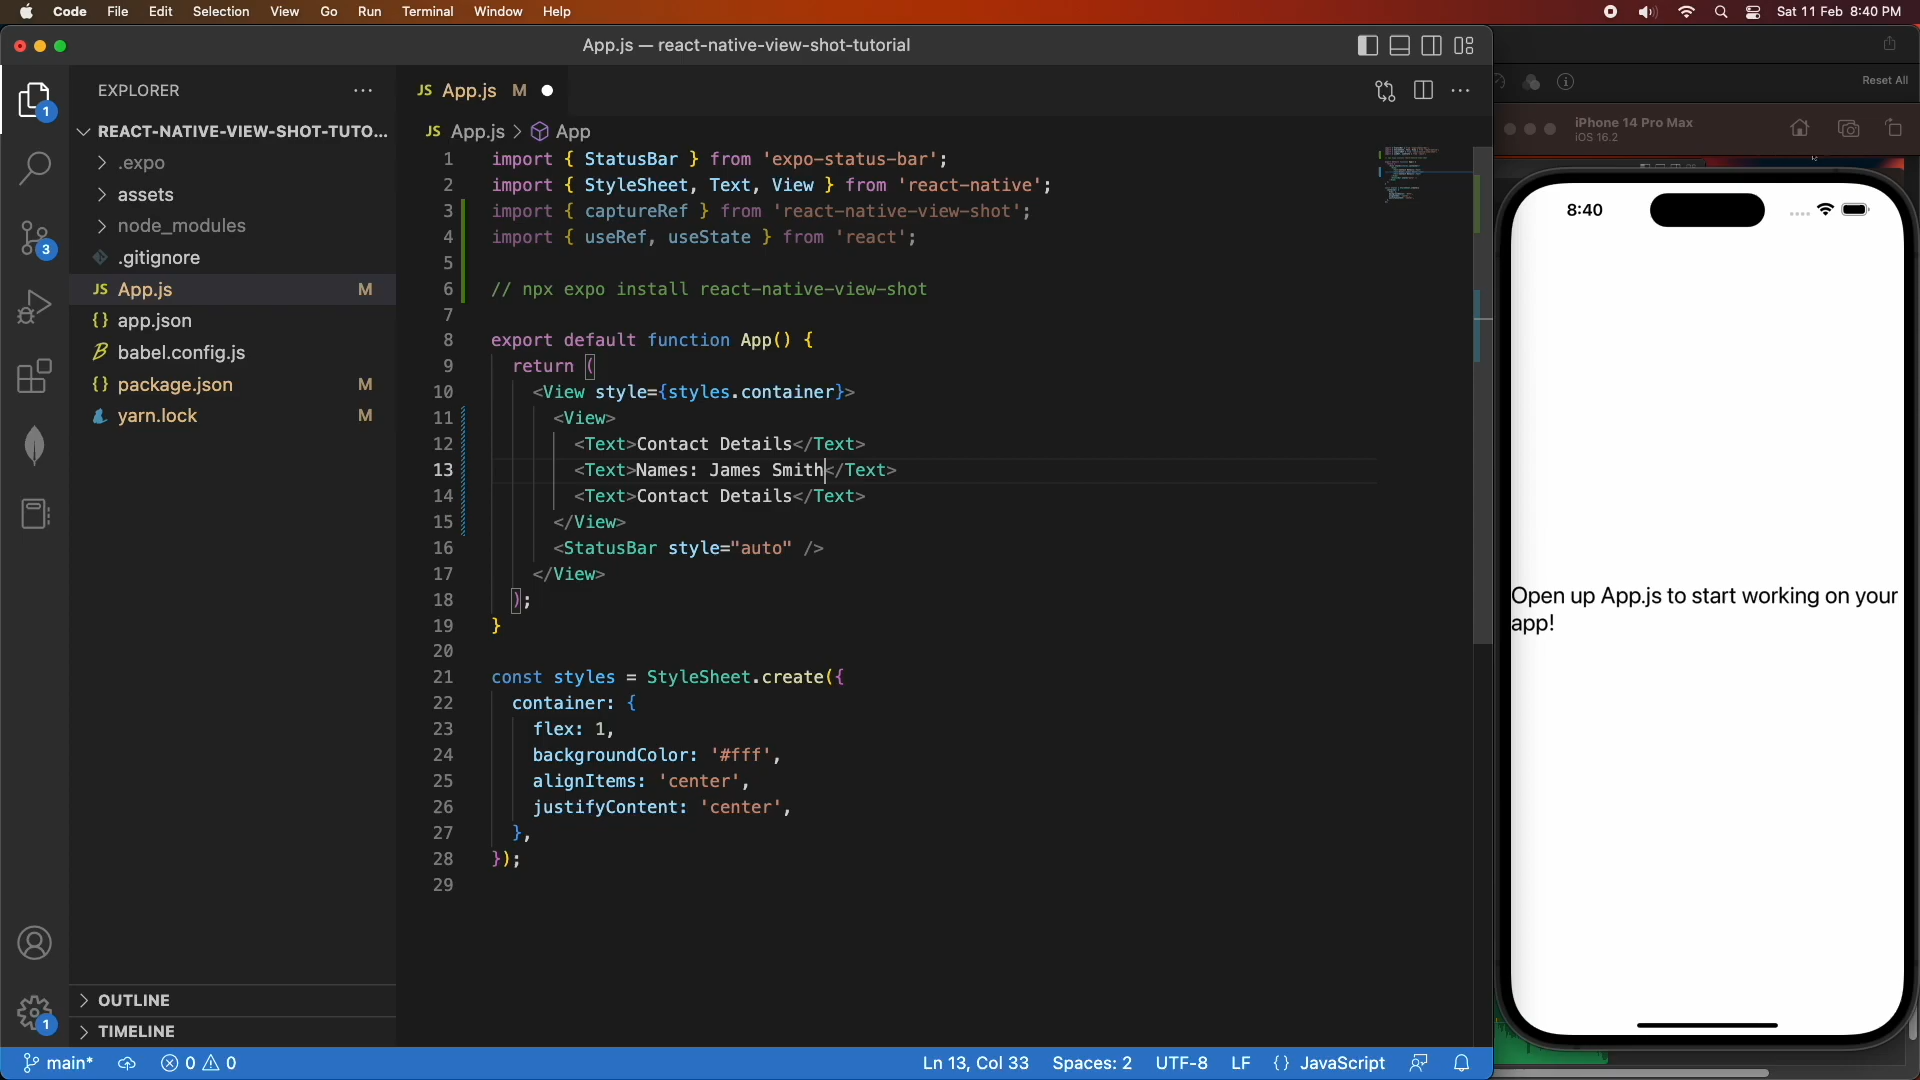 Code File Edit Selection View Go Run Terminal Window Help Sat 11 Feb 8:40 PM
App.js — react-native-view-shot-tutorial
Reset All
EXPLORER ···
JS App.js M
iPhone 14 Pro Max
iOS 16.2
REACT-NATIVE-VIEW-SHOT-TUTO...
JS App.js > App
.expo
assets
node_modules
.gitignore
JS App.js M
{} app.json
babel.config.js
{} package.json M
yarn.lock M
1
3
1
1 import { StatusBar } from 'expo-status-bar';
2 import { StyleSheet, Text, View } from 'react-native';
3 import { captureRef } from 'react-native-view-shot';
4 import { useRef, useState } from 'react';
5
6 // npx expo install react-native-view-shot
7
8 export default function App() {
9 return (
10 <View style={styles.container}>
11 <View>
12 <Text>Contact Details</Text>
13 <Text>Names: James Smith</Text>
14 <Text>Contact Details</Text>
15 </View>
16 <StatusBar style="auto" />
17 </View>
18 );
19 }
20
21 const styles = StyleSheet.create({
22 container: {
23 flex: 1,
24 backgroundColor: '#fff',
25 alignItems: 'center',
26 justifyContent: 'center',
27 },
28 });
29
8:40
Open up App.js to start working on your
app!
OUTLINE
TIMELINE
main* 0 0 Ln 13, Col 33 Spaces: 2 UTF-8 LF {} JavaScript